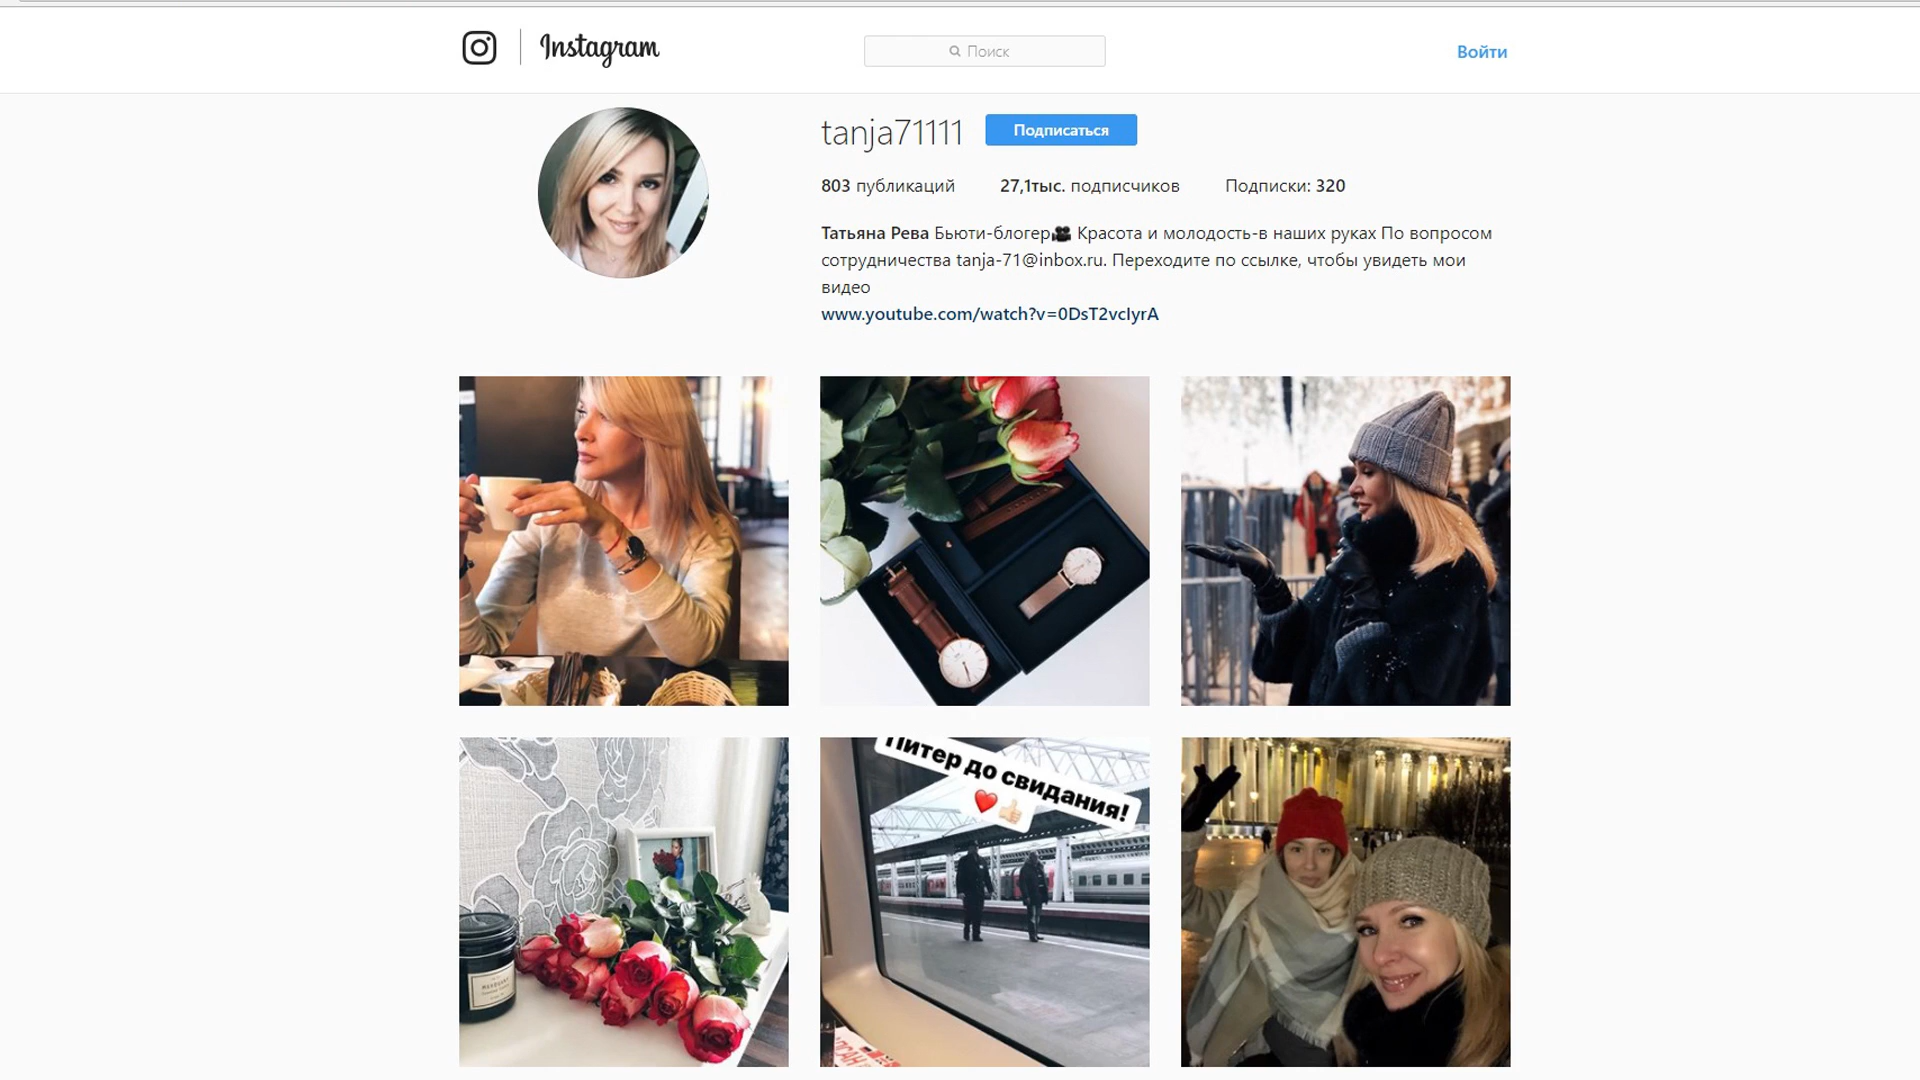 Instagram
Поиск
Войти
tanja71111
Подписаться
803 публикаций
27,1тыс. подписчиков
Подписки: 320
Татьяна Рева Бьюти-блогер🎥 Красота и молодость-в наших руках По вопросом
сотрудничества tanja-71@inbox.ru. Переходите по ссылке, чтобы увидеть мои
видео
www.youtube.com/watch?v=0DsT2vcIyrA
Питер до свидания!
❤️👍🏻